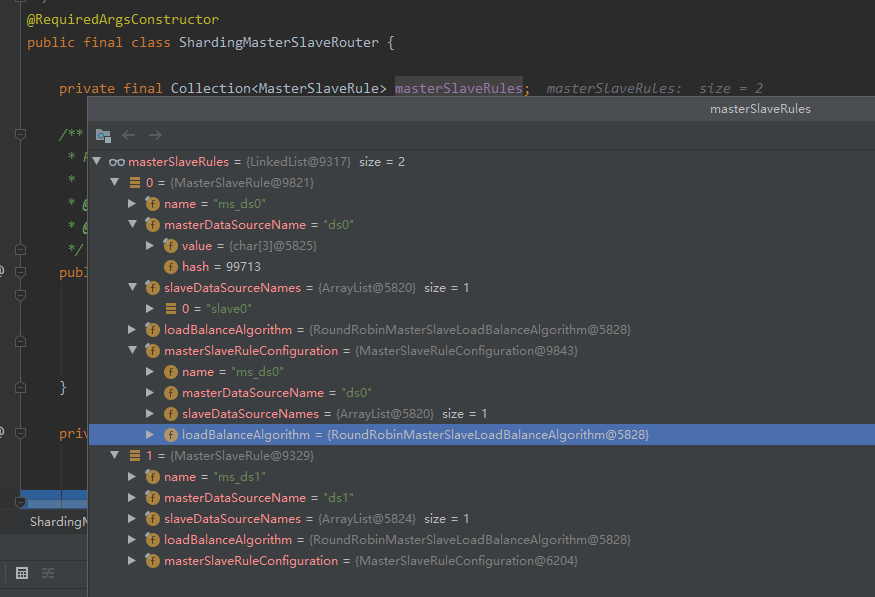 @RequiredArgsConstructor
public final class ShardingMasterSlaveRouter {
private final Collection<MasterSlaveRule> masterSlaveRules; masterSlaveRules: size = 2
masterSlaveRules
/**
*
masterSlaveRules = {LinkedList@9317} size = 2
*
0 = {MasterSlaveRule@9821}
* @
name = "ms_ds0"
* @
masterDataSourceName = "ds0"
*/
value = {char[3]@5825}
publ
hash = 99713
slaveDataSourceNames = {ArrayList@5820} size = 1
0 = "slave0"
loadBalanceAlgorithm = {RoundRobinMasterSlaveLoadBalanceAlgorithm@5828}
masterSlaveRuleConfiguration = {MasterSlaveRuleConfiguration@9843}
name = "ms_ds0"
}
masterDataSourceName = "ds0"
slaveDataSourceNames = {ArrayList@5820} size = 1
priv
loadBalanceAlgorithm = {RoundRobinMasterSlaveLoadBalanceAlgorithm@5828}
1 = {MasterSlaveRule@9329}
name = "ms_ds1"
masterDataSourceName = "ds1"
slaveDataSourceNames = {ArrayList@5824} size = 1
ShardingM
loadBalanceAlgorithm = {RoundRobinMasterSlaveLoadBalanceAlgorithm@5828}
masterSlaveRuleConfiguration = {MasterSlaveRuleConfiguration@6204}